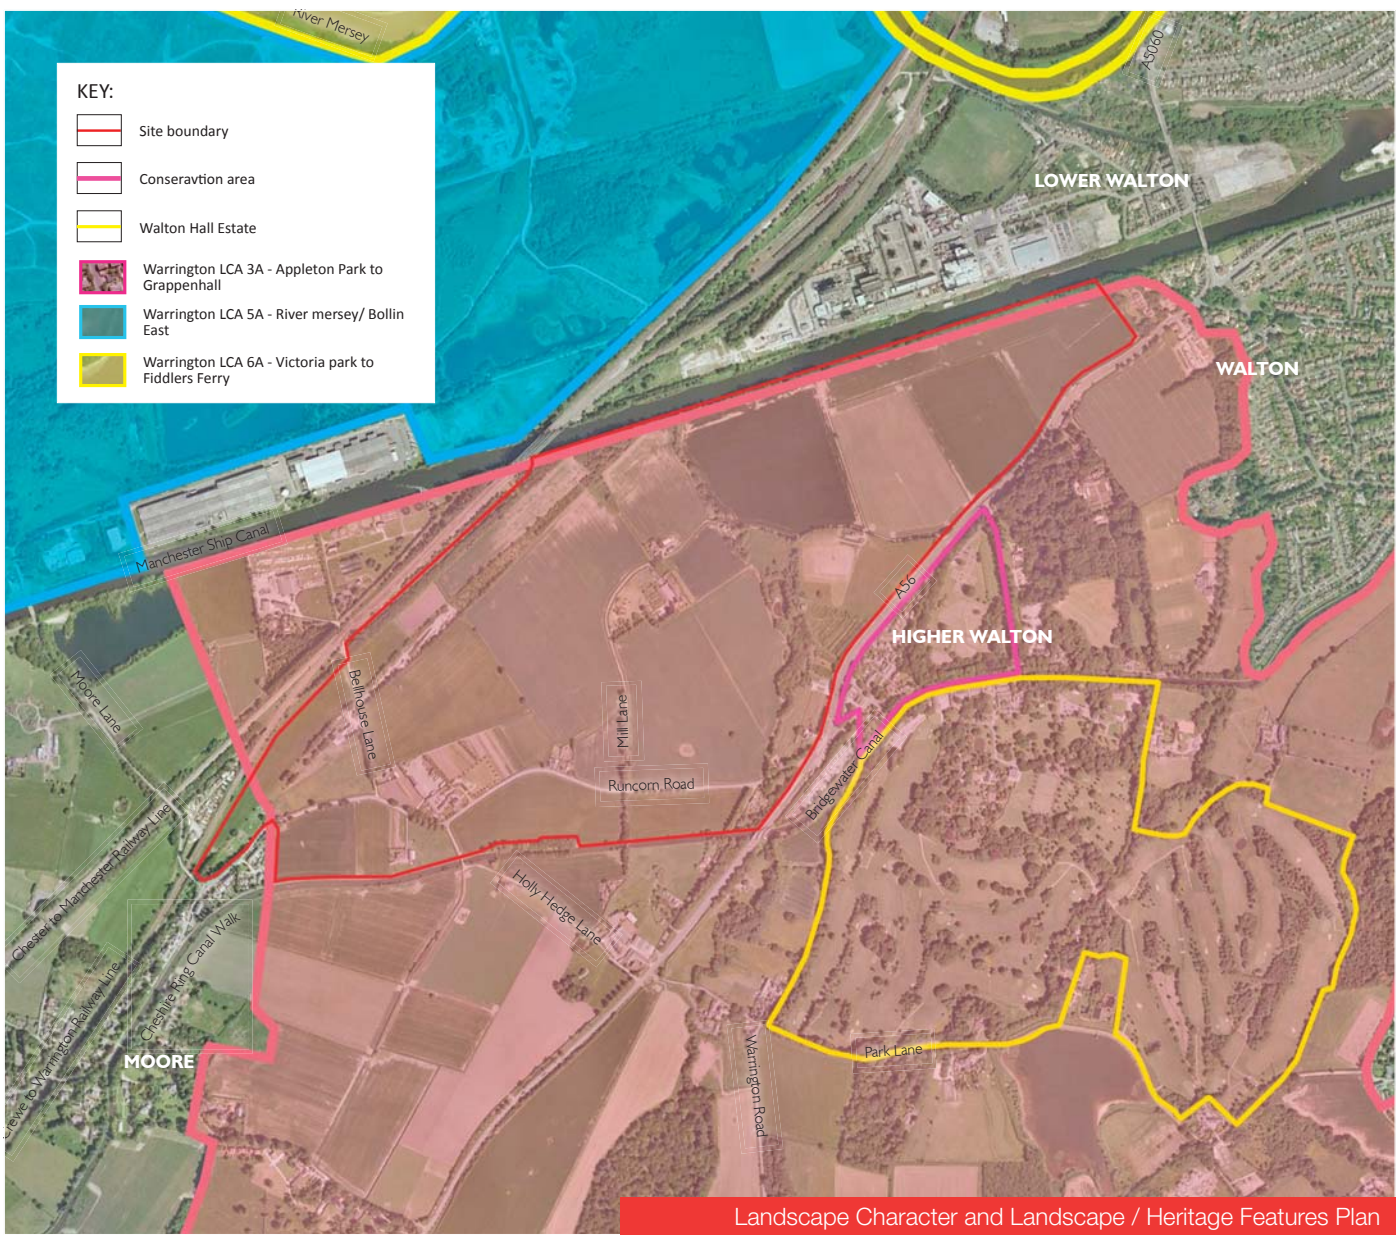 River Mersey
A5060
KEY:
Site boundary
Conseravtion area
Walton Hall Estate
Warrington LCA 3A - Appleton Park to
Grappenhall
Warrington LCA 5A - River mersey/ Bollin
East
Warrington LCA 6A - Victoria park to
Fiddlers Ferry
LOWER WALTON
WALTON
Manchester Ship Canal
A56
HIGHER WALTON
Moore Lane
Bellhouse Lane
Mill Lane
Runcorn Road
Bridgewater Canal
Chester to Manchester Railway Line
Holly Hedge Lane
Cheshire Ring Canal Walk
Crewe to Warrington Railway Line
MOORE
Park Lane
Warrington Road
Landscape Character and Landscape / Heritage Features Plan